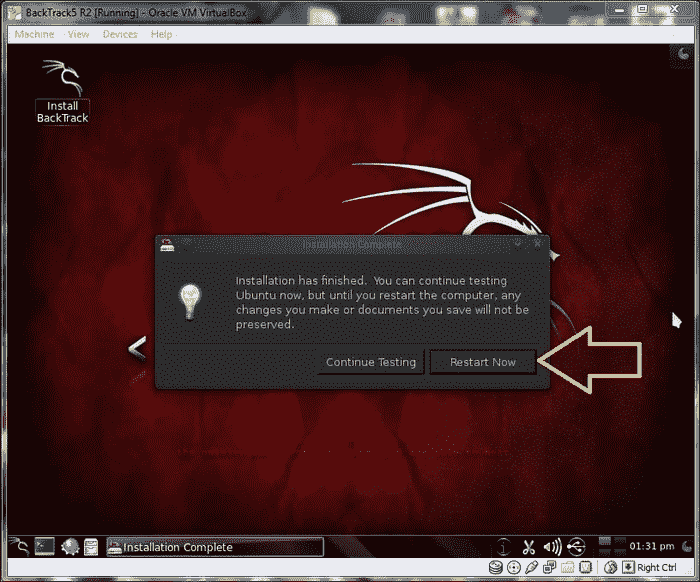 BackTrack5 R2 [Running] - Oracle VM VirtualBox
Machine View Devices Help
Install
BackTrack
Installation Complete
Installation has finished. You can continue testing
Ubuntu now, but until you restart the computer, any
changes you make or documents you save will not be
preserved.
Continue Testing Restart Now
Installation Complete 01:31 pm
Right Ctrl